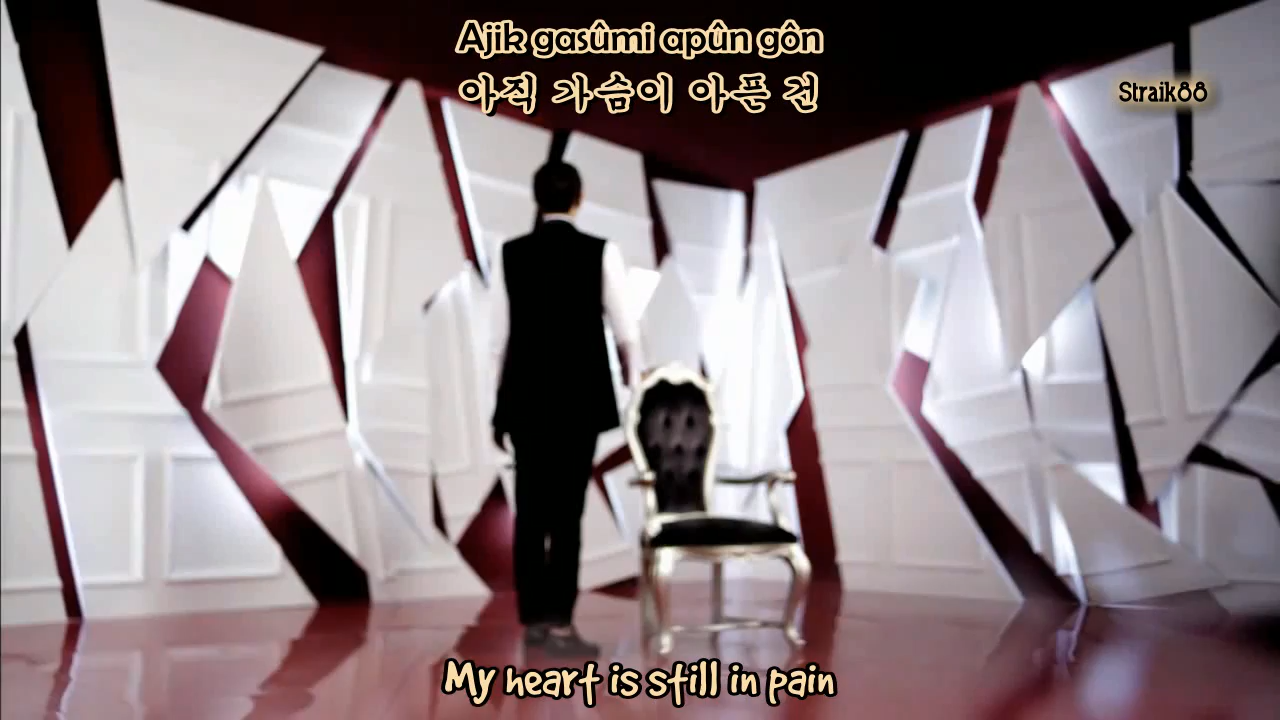 Ajik gasûmi apûn gôn
아직 가슴이 아픈 건
Straik88
My heart is still in pain